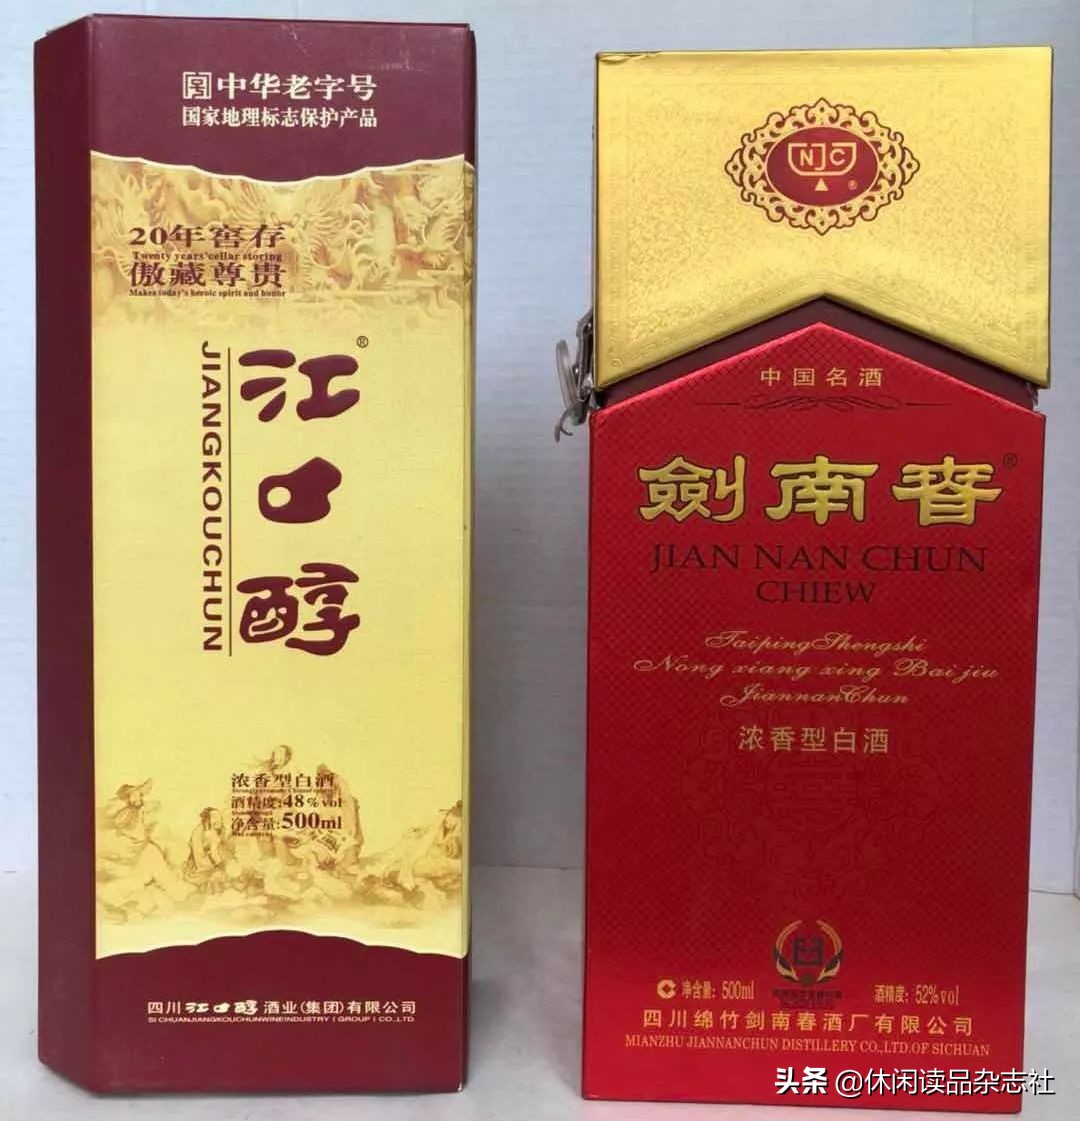 中华老字号
国家地理标志保护产品
20年窖存
Twenty years'cellar storing
傲藏尊贵
Makes today's heroic spirit and honor
江口醇®
JIANGKOUCHUN
浓香型白酒
酒精度:48%vol
净含量:500ml
四川江口醇酒业(集团)有限公司
SI CHUANJIANGKOUCHUNWINEINDUSTRY ( GROUP ) CO.,LTD.
NJC
®
中国名酒
劍南春®
JIAN NAN CHUN
CHIEW
TaipingShengshi
Nong xiang xing Bai jiu
JiannanChun
浓香型白酒
C 净含量: 500ml
酒精度: 52%vol
四川绵竹剑南春酒厂有限公司
MIANZHU JIANNANCHUN DISTILLERY CO.,LTD.OF SICHUAN
头条 @休闲读品杂志社